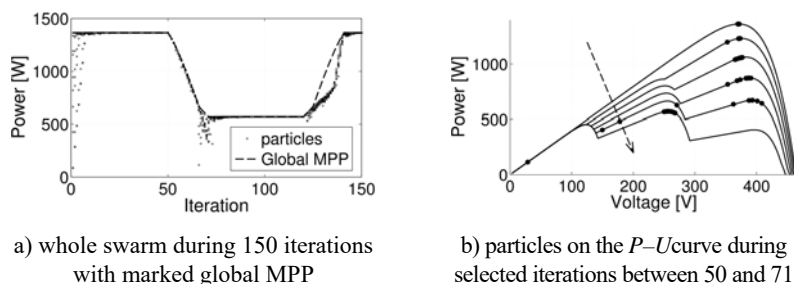 1500
1000
500
0
0
50
100
150
Power [W]
Iteration
particles
Global MPP
1000
500
0
0
100
200
300
400
Power [W]
Voltage [V]
a) whole swarm during 150 iterations
with marked global MPP
b) particles on the P–Ucurve during
selected iterations between 50 and 71